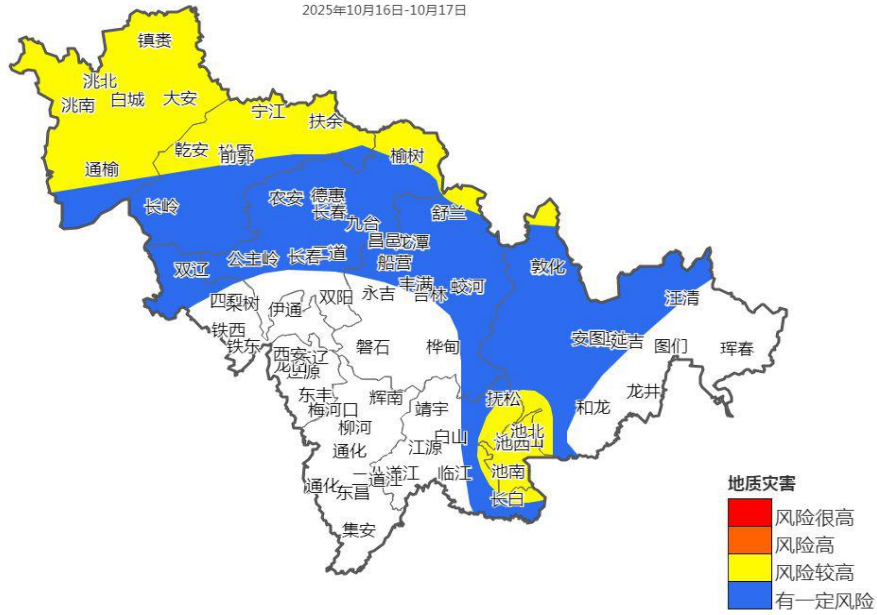 2025年10月16日-10月17日
镇赉
洮北
洮南
白城
大安
宁江
扶余
乾安
前郭
榆树
通榆
长岭
农安
德惠
长春
九台
舒兰
昌邑
龙潭
双辽
公主岭
长春
二道
船营
敦化
丰满
吉林
蛟河
四平
梨树
伊通
双阳
永吉
汪清
铁西
铁东
西安
东辽
龙山
辽源
磐石
桦甸
安图
延吉
图们
珲春
东丰
梅河口
辉南
靖宇
抚松
和龙
龙井
柳河
白山
池北
池西
通化
江源
通化
二道江
浑江
临江
池南
东昌
长白
集安
地质灾害
风险很高
风险高
风险较高
有一定风险